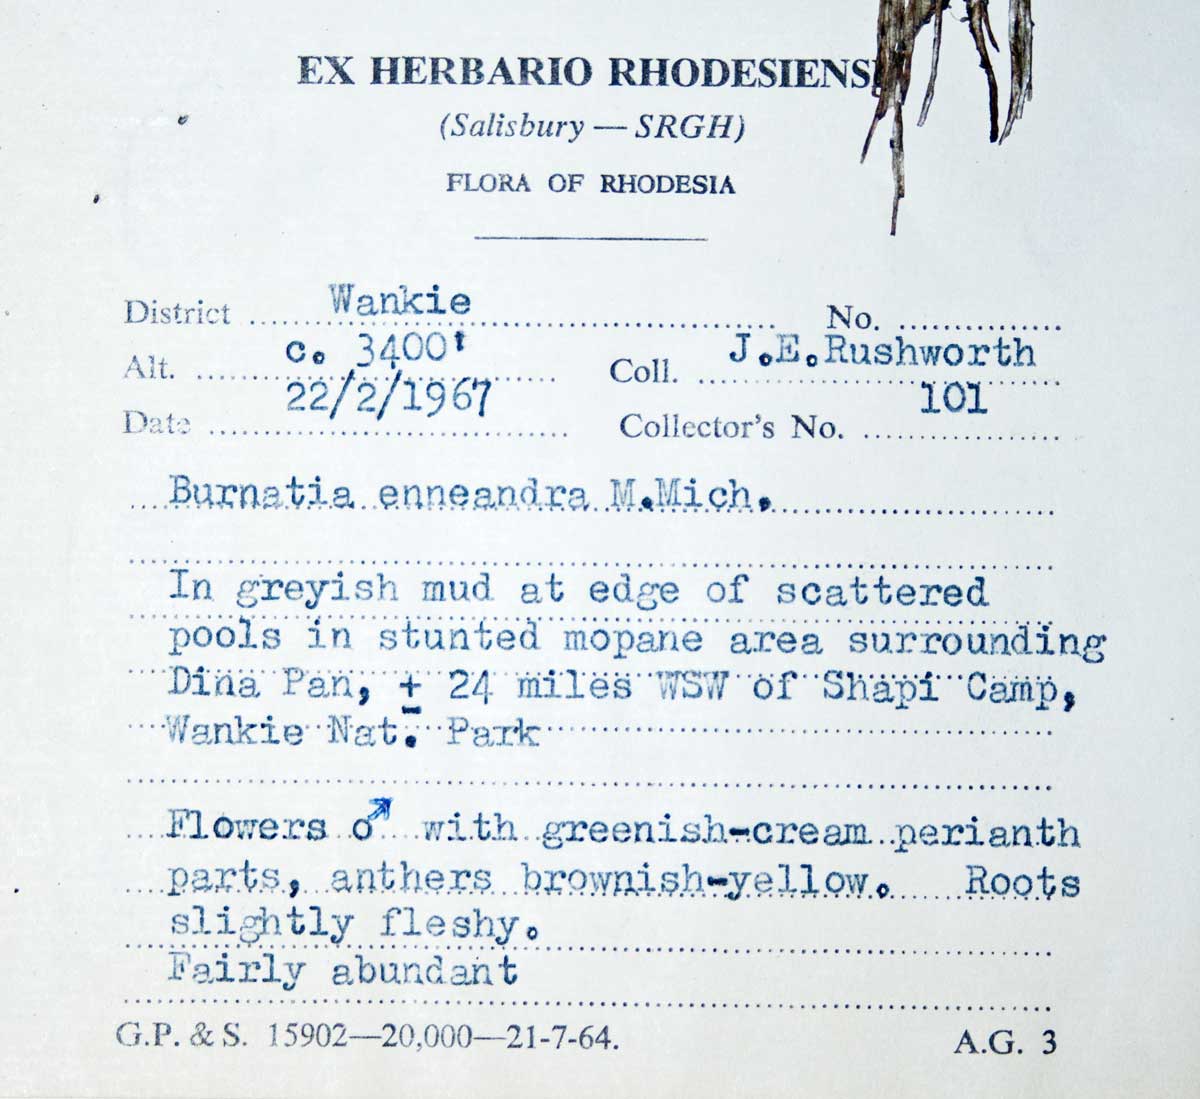 EX HERBARIO RHODESIENSI
(Salisbury — SRGH)
FLORA OF RHODESIA
District Wankie No.
Alt. c. 3400' Coll. J.E.Rushworth
Date 22/2/1967 Collector's No. 101
Burnatia enneandra M.Mich.
In greyish mud at edge of scattered
pools in stunted mopane area surrounding
Dina Pan, ± 24 miles WSW of Shapi Camp,
Wankie Nat. Park
Flowers ♂ with greenish-cream perianth
parts, anthers brownish-yellow. Roots
slightly fleshy.
Fairly abundant
G.P. & S. 15902—20,000—21-7-64. A.G. 3